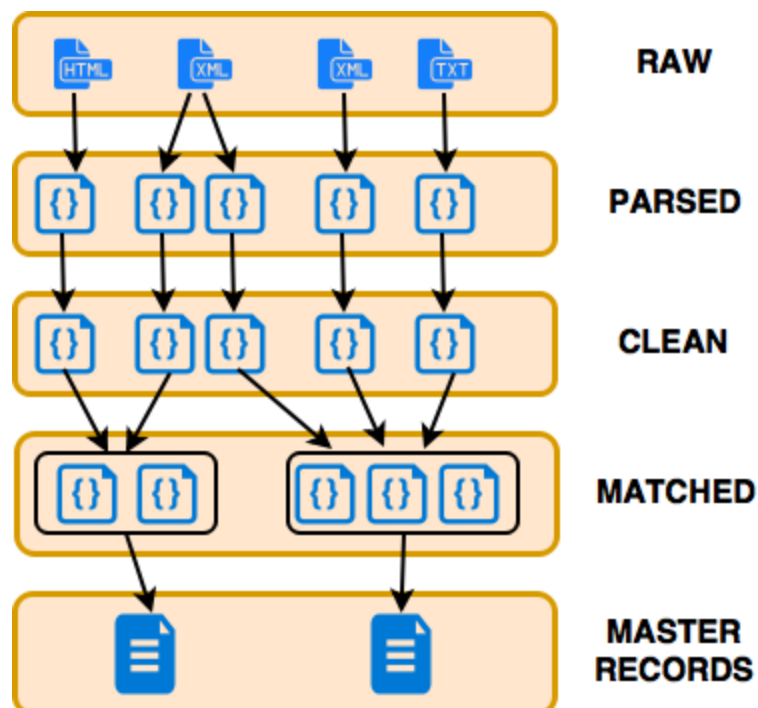 HTML
XML
XML
TXT
RAW
{}
{}
{}
{}
{}
PARSED
{}
{}
{}
{}
{}
CLEAN
{}
{}
{}
{}
{}
MATCHED
MASTER
RECORDS